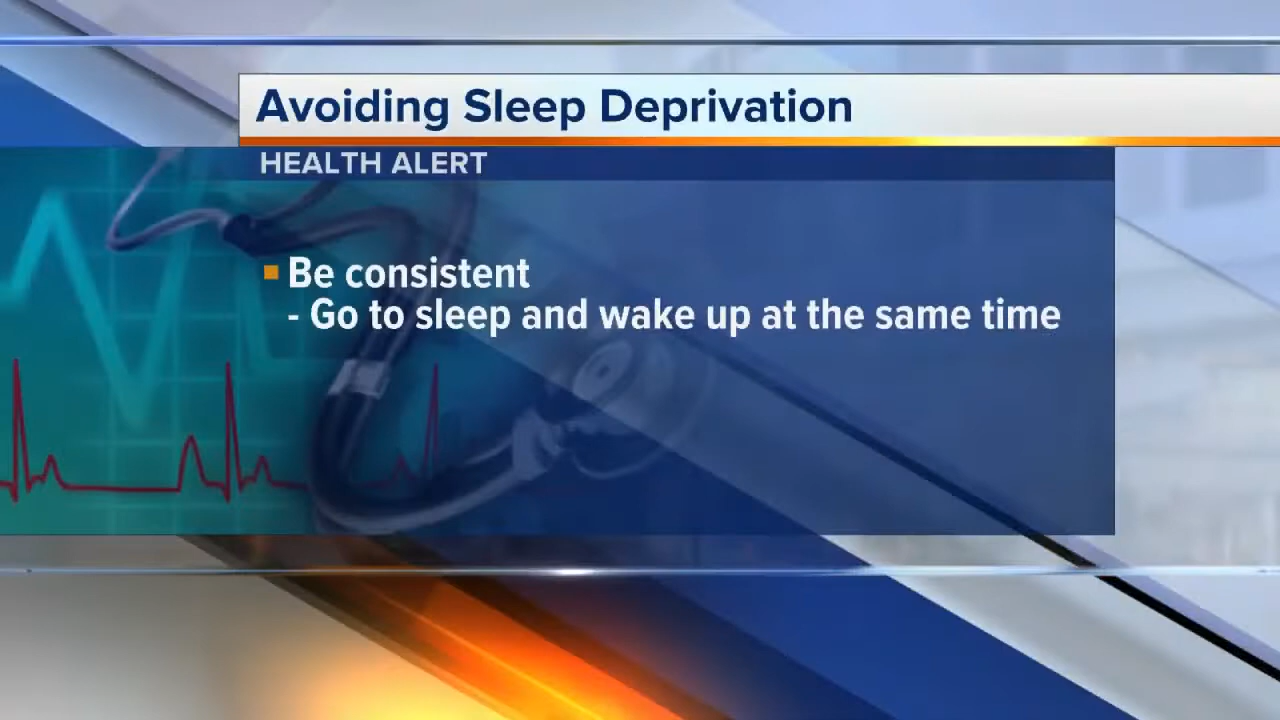 Avoiding Sleep Deprivation
HEALTH ALERT
Be consistent
- Go to sleep and wake up at the same time